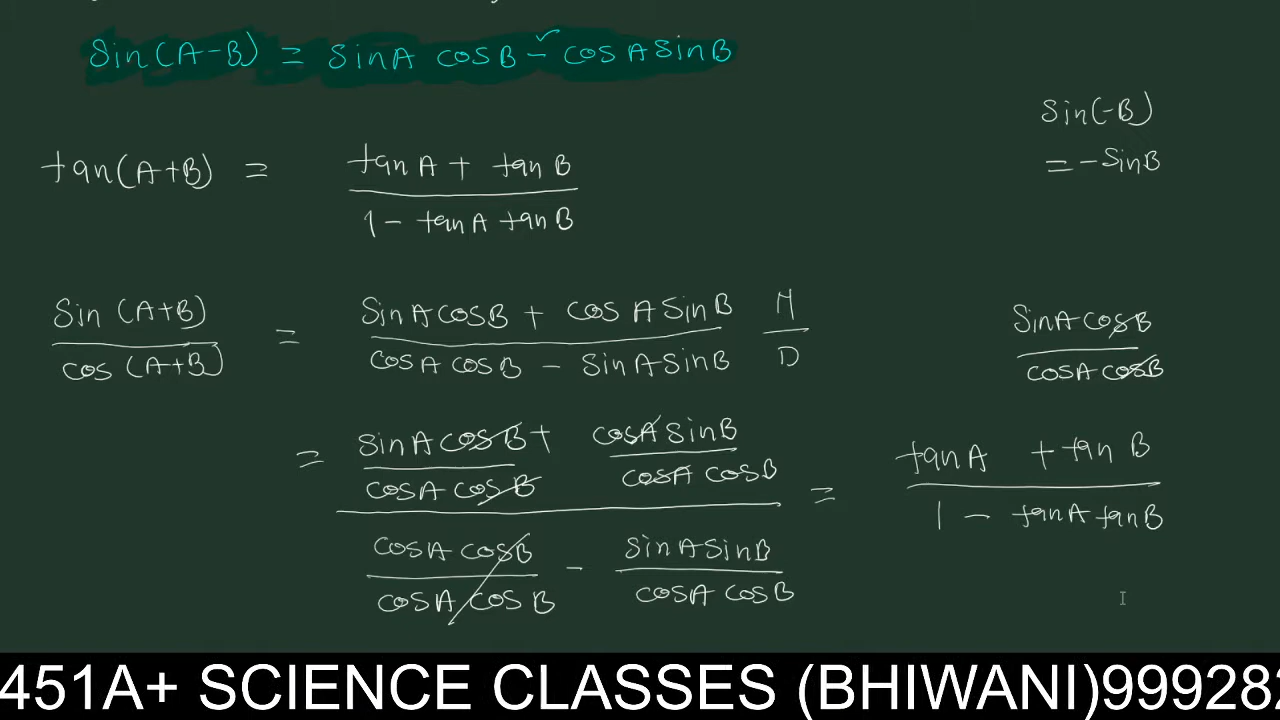 Sin(A-B) = sinA cosB - cosA sinB
sin(-B)
= - sinB
tan(A+B) = tanA + tanB
1 - tanA tanB
Sin (A+B) = SinA cosB + cosA SinB N
cos (A+B) cosA cosB - SinA SinB D
SinA cosB
cosA cosB
= sinA cosB + cosA sinB
cosA cosB cosA cosB
cosA cosB - sinA sinB
cosA cosB cosA cosB
= tanA + tanB
1 - tanA tanB
451A+ SCIENCE CLASSES (BHIWANI)999282